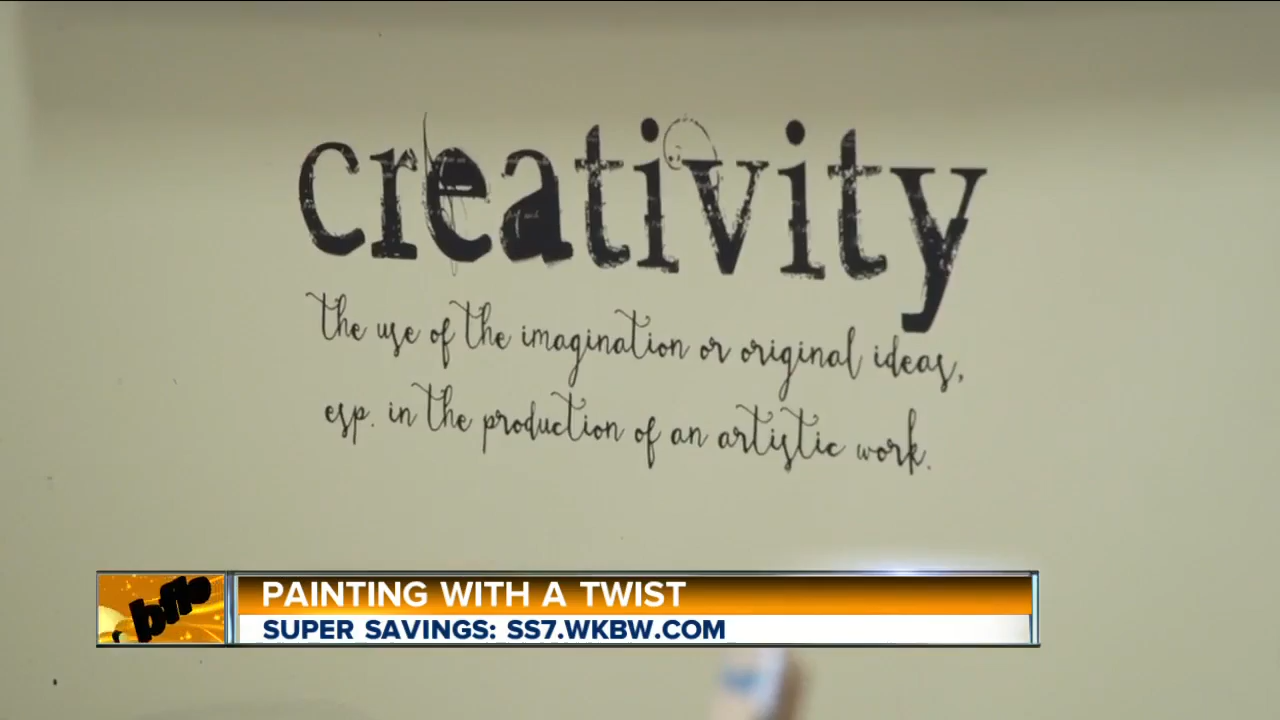 creativity
the use of the imagination or original ideas,
esp. in the production of an artistic work.
bflo
PAINTING WITH A TWIST
SUPER SAVINGS: SS7.WKBW.COM